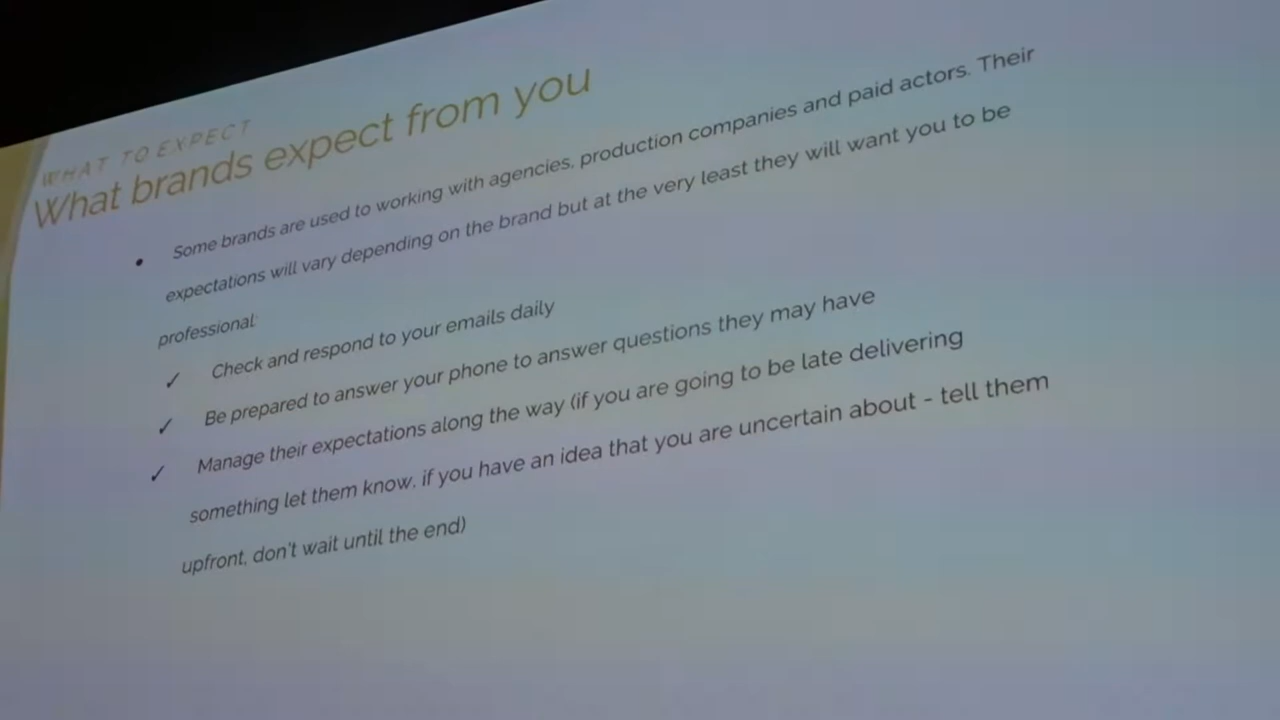 WHAT TO EXPECT
What brands expect from you
• Some brands are used to working with agencies, production companies and paid actors. Their
expectations will vary depending on the brand but at the very least they will want you to be
professional:
✓ Check and respond to your emails daily
✓ Be prepared to answer your phone to answer questions they may have
✓ Manage their expectations along the way (if you are going to be late delivering
something let them know, if you have an idea that you are uncertain about - tell them
upfront, don't wait until the end)